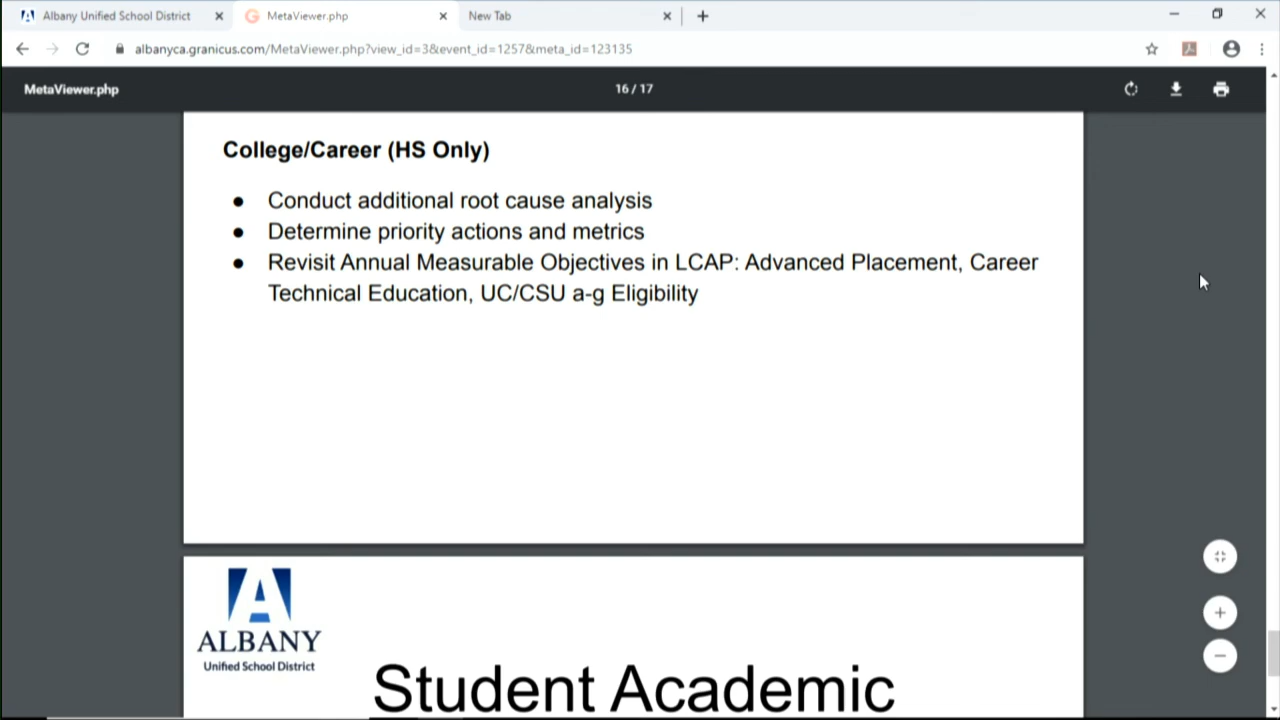 Albany Unified School District
MetaViewer.php
New Tab
albanyca.granicus.com/MetaViewer.php?view_id=3&event_id=1257&meta_id=123135
MetaViewer.php
16 / 17
College/Career (HS Only)
● Conduct additional root cause analysis
● Determine priority actions and metrics
● Revisit Annual Measurable Objectives in LCAP: Advanced Placement, Career
Technical Education, UC/CSU a-g Eligibility
ALBANY
Unified School District
Student Academic